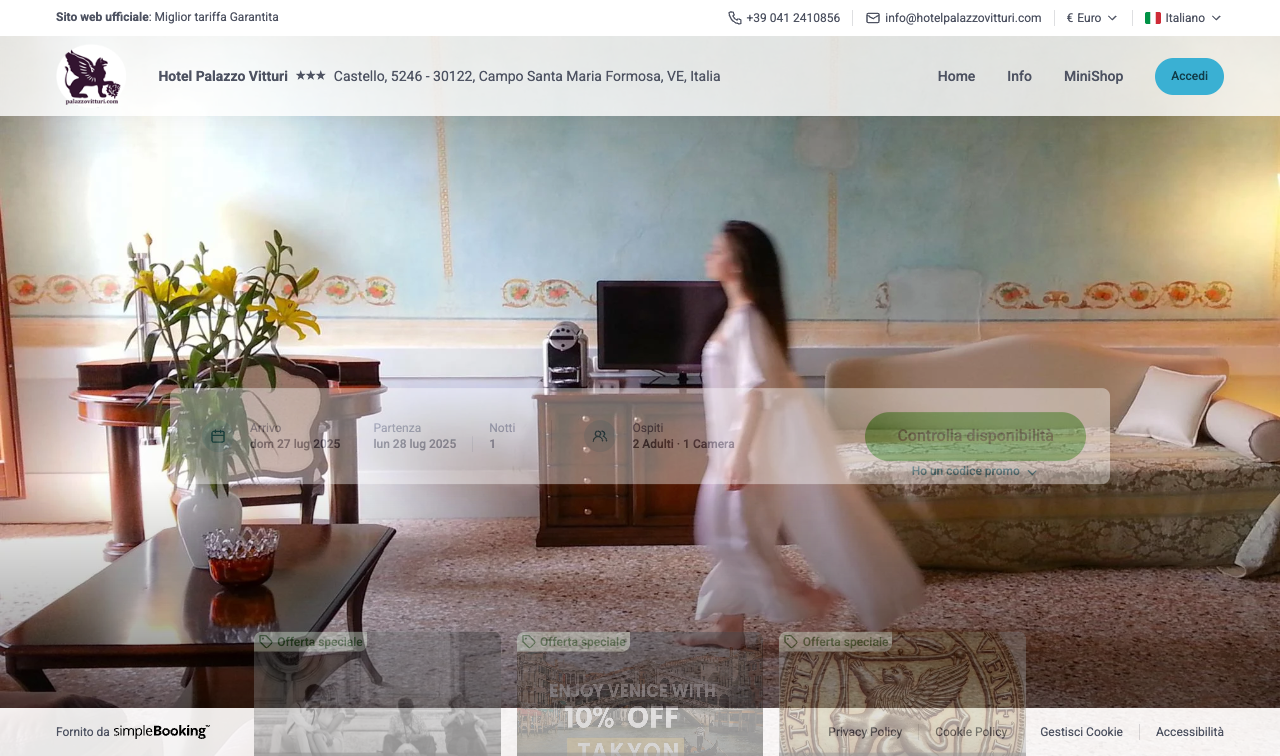 Sito web ufficiale: Miglior tariffa Garantita
+39 041 2410856
info@hotelpalazzovitturi.com
€ Euro
Italiano
palazzovitturi.com
Hotel Palazzo Vitturi ★★★ Castello, 5246 - 30122, Campo Santa Maria Formosa, VE, Italia
Home
Info
MiniShop
Accedi
Arrivo
dom 27 lug 2025
Partenza
lun 28 lug 2025
Notti
1
Ospiti
2 Adulti · 1 Camera
Controlla disponibilità
Ho un codice promo
Offerta speciale
Offerta speciale
Offerta speciale
ENJOY VENICE WITH
10% OFF
TAKYON
Fornito da simpleBooking
Privacy Policy
Cookie Policy
Gestisci Cookie
Accessibilità